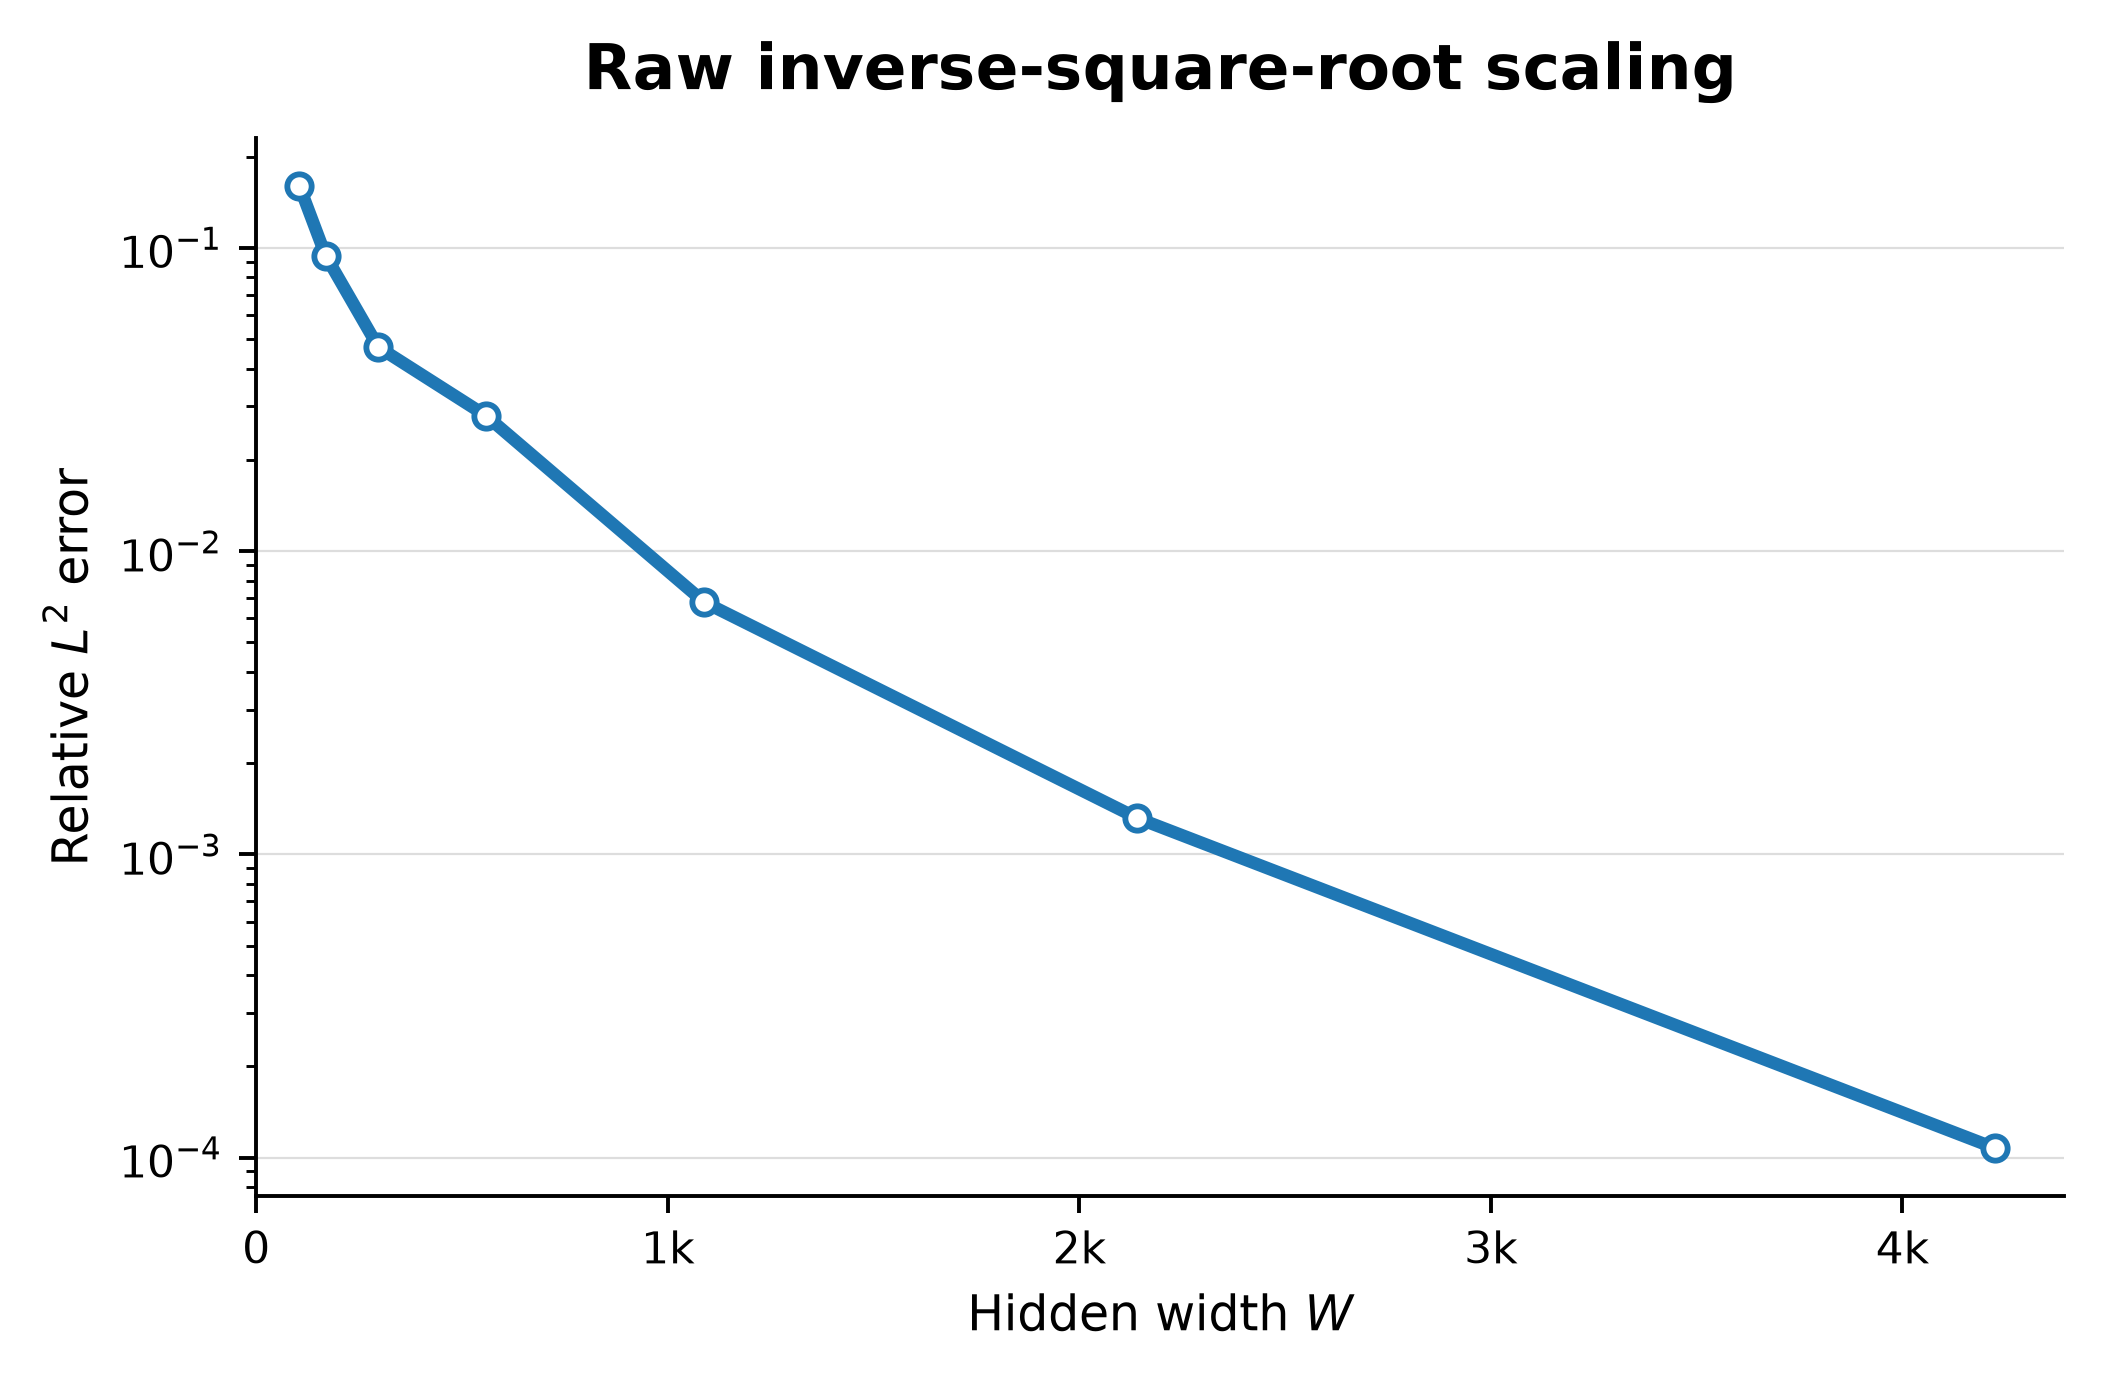 Raw inverse-square-root scaling
Relative L² error
10⁻¹
10⁻²
10⁻³
10⁻⁴
0 1k 2k 3k 4k
Hidden width W